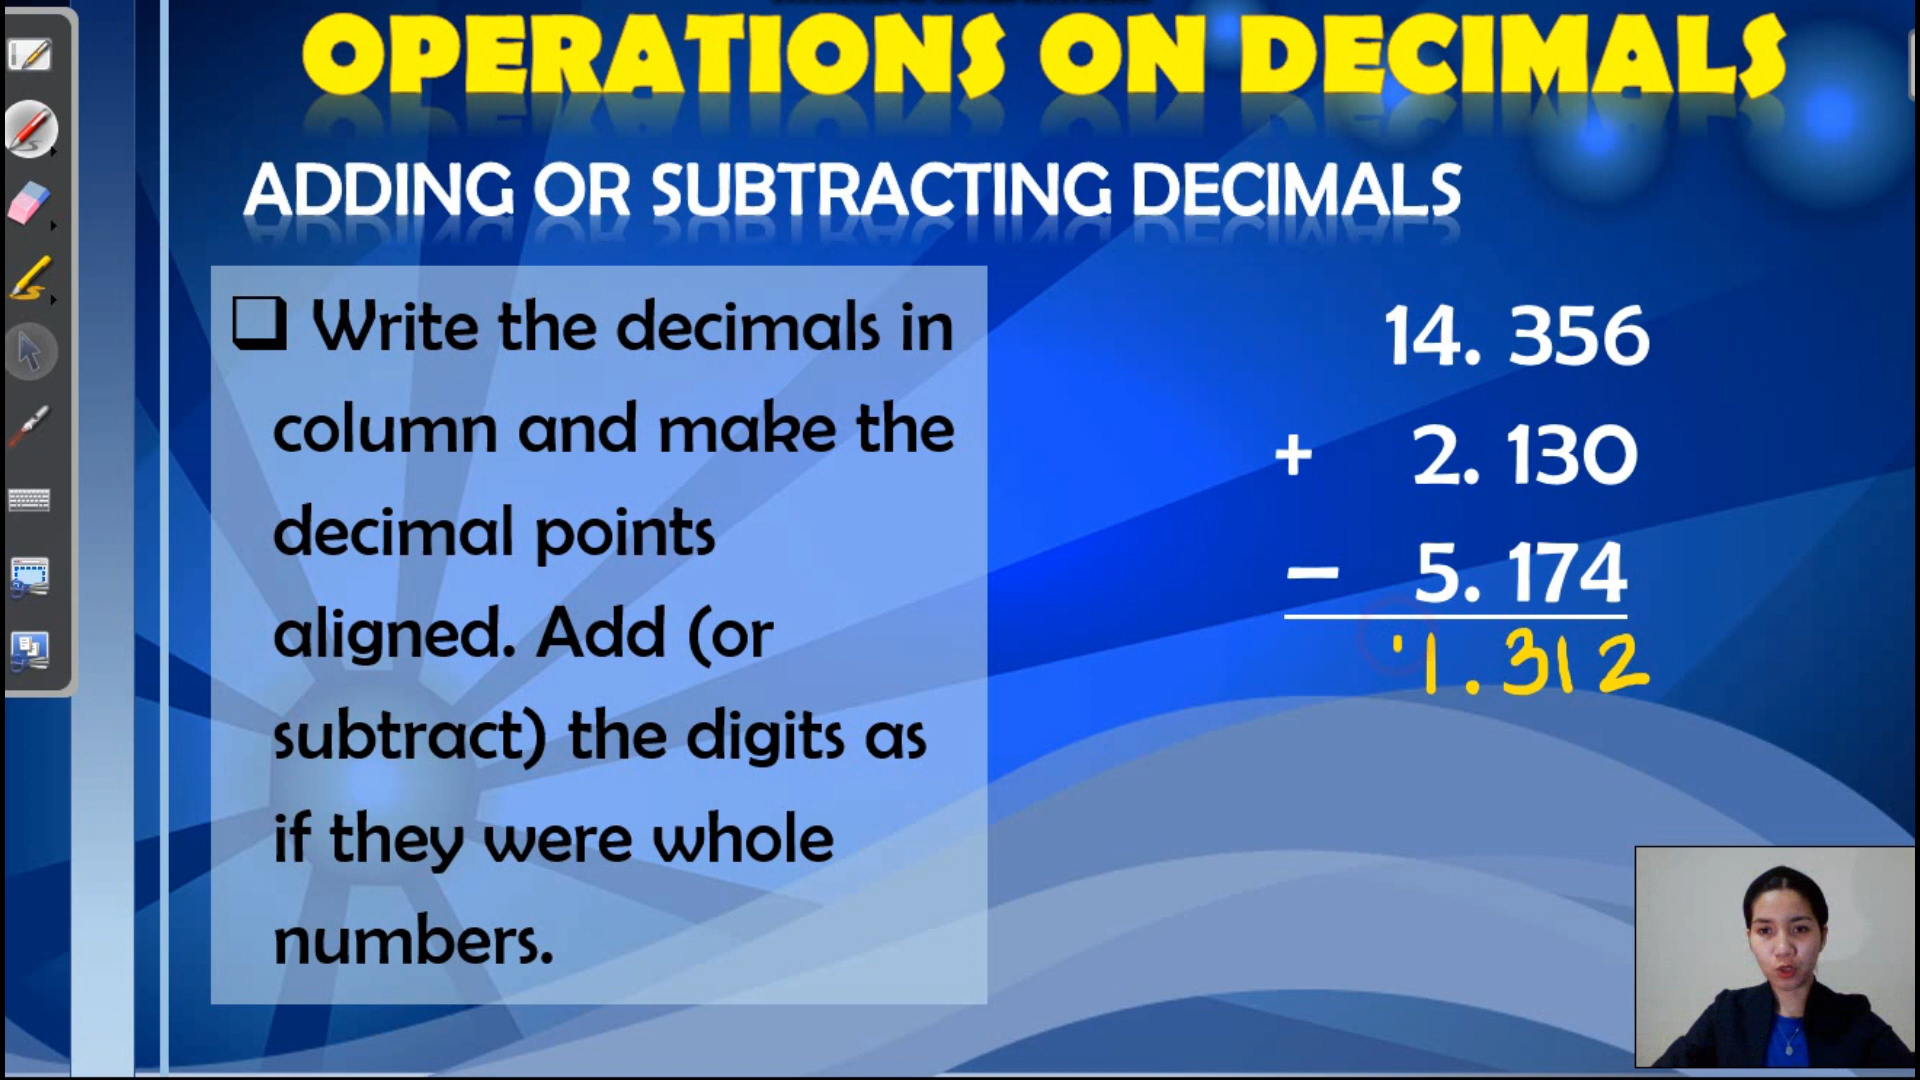 OPERATIONS ON DECIMALS
ADDING OR SUBTRACTING DECIMALS
❑ Write the decimals in
column and make the
decimal points
aligned. Add (or
subtract) the digits as
if they were whole
numbers.
14. 356
+ 2. 130
– 5. 174
1.312